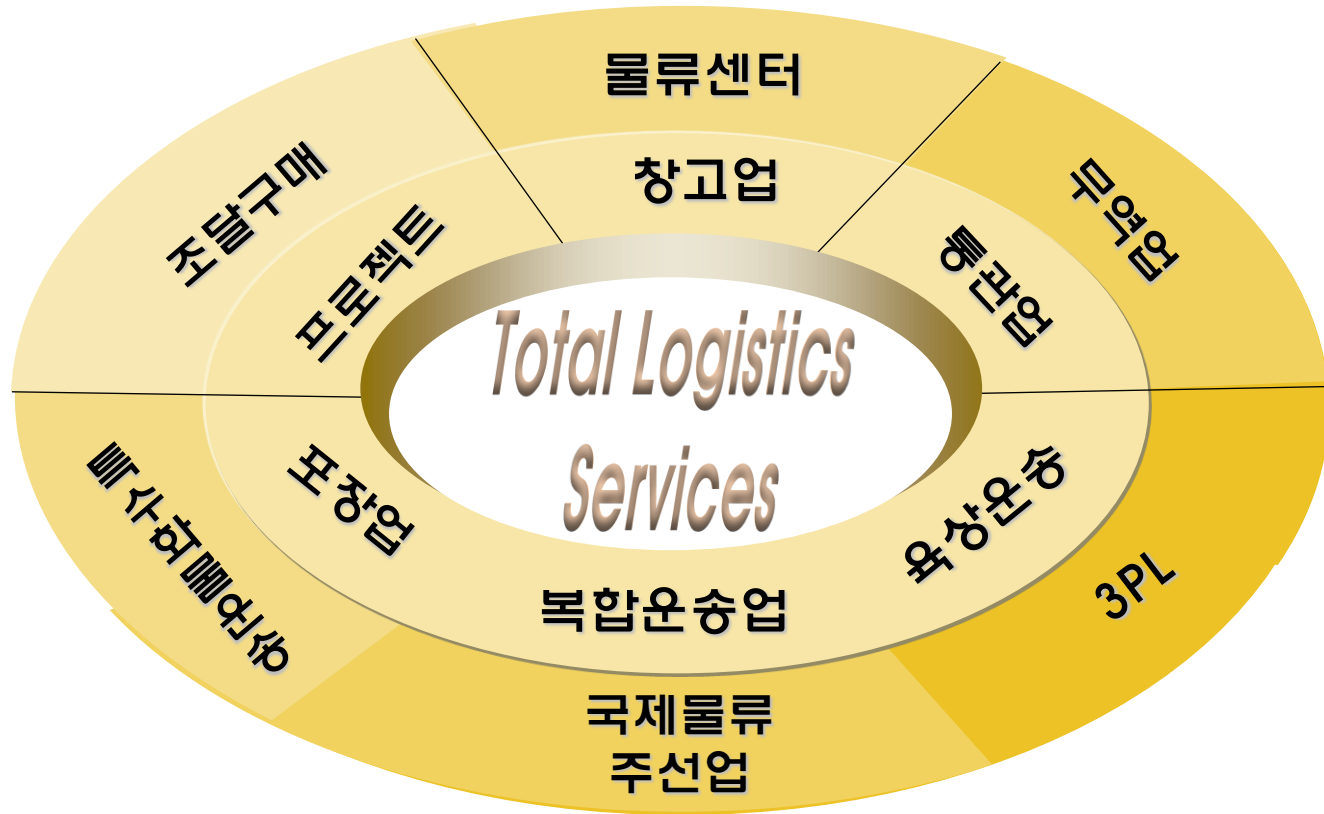 물류센터
창고업
조달구매
프로젝트
무역업
통관업
Total Logistics
Services
특수화물운송
표장업
육상운송
3PL
복합운송업
국제물류
주선업